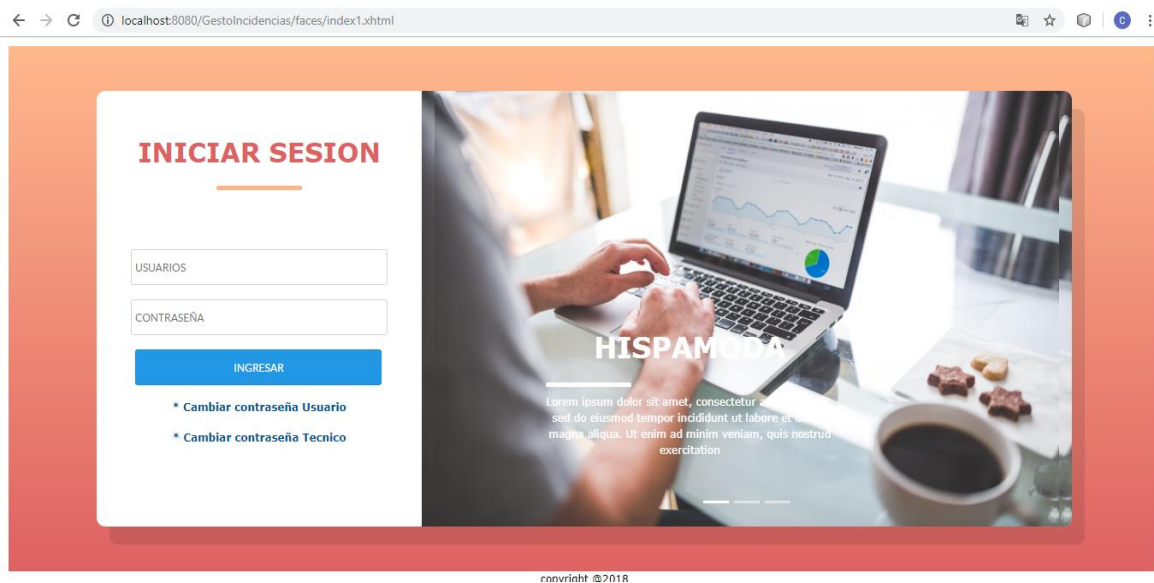 localhost:8080/GestoIncidencias/faces/index1.xhtml
C
INICIAR SESION
USUARIOS
CONTRASEÑA
INGRESAR
* Cambiar contraseña Usuario
* Cambiar contraseña Tecnico
HISPAMODA
Lorem ipsum dolor sit amet, consectetur
sed do eiusmod tempor incididunt ut labore et
magna aliqua. Ut enim ad minim veniam, quis nostrud
exercitation
copyright @2018